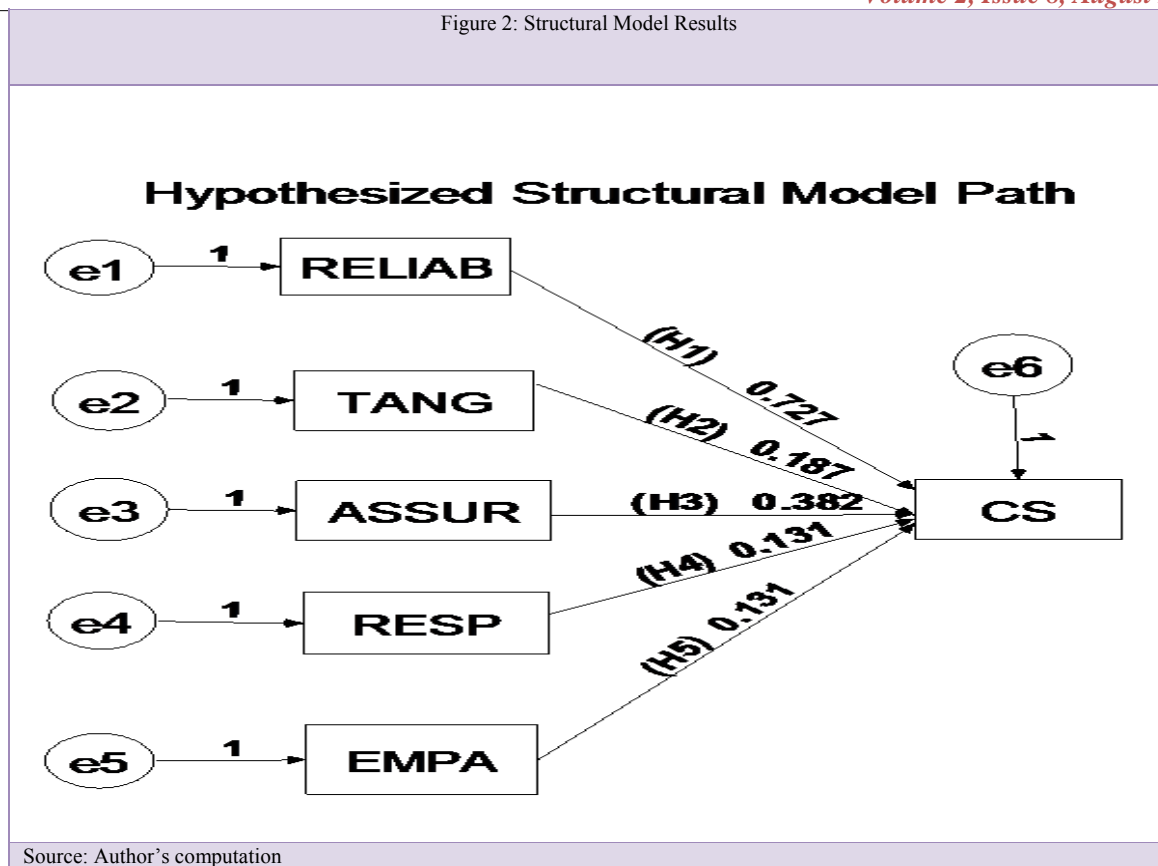 Volume 2, Issue 8, August
Figure 2: Structural Model Results
Hypothesized Structural Model Path
e1 1 RELIAB
(H1) 0.727
e6
e2 1 TANG
(H2) 0.187
1
e3 1 ASSUR
(H3) 0.382
CS
e4 1 RESP
(H4) 0.131
e5 1 EMPA
(H5) 0.131
Source: Author’s computation